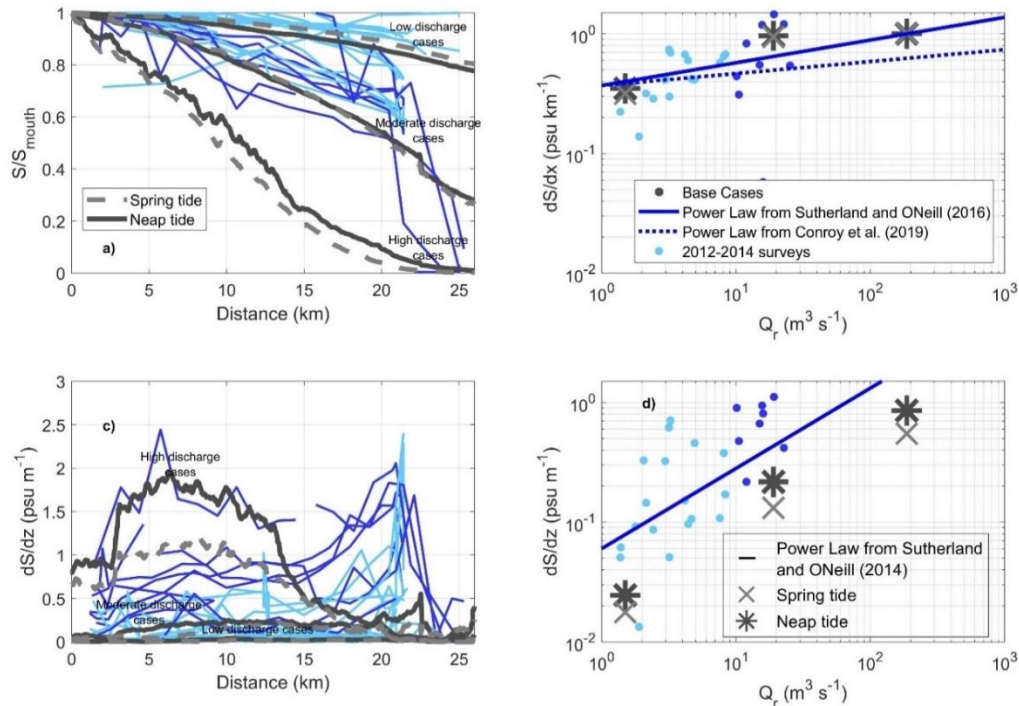 1
0.8
0.6
0.4
0.2
0
S/Smouth
Low discharge
cases
Moderate discharge
cases
High discharge
cases
Spring tide
Neap tide
a)
0 5 10 15 20 25
Distance (km)
10^0
10^-1
10^-2
dS/dx (psu km^-1)
Base Cases
Power Law from Sutherland and ONeill (2016)
Power Law from Conroy et al. (2019)
2012-2014 surveys
10^0 10^1 10^2 10^3
Q_r (m^3 s^-1)
3
2.5
2
1.5
1
0.5
0
dS/dz (psu m^-1)
c)
High discharge
cases
Moderate discharge
cases
Low discharge cases
0 5 10 15 20 25
Distance (km)
10^0
10^-1
10^-2
dS/dz (psu m^-1)
d)
Power Law from Sutherland
and ONeill (2014)
Spring tide
Neap tide
10^0 10^1 10^2 10^3
Q_r (m^3 s^-1)